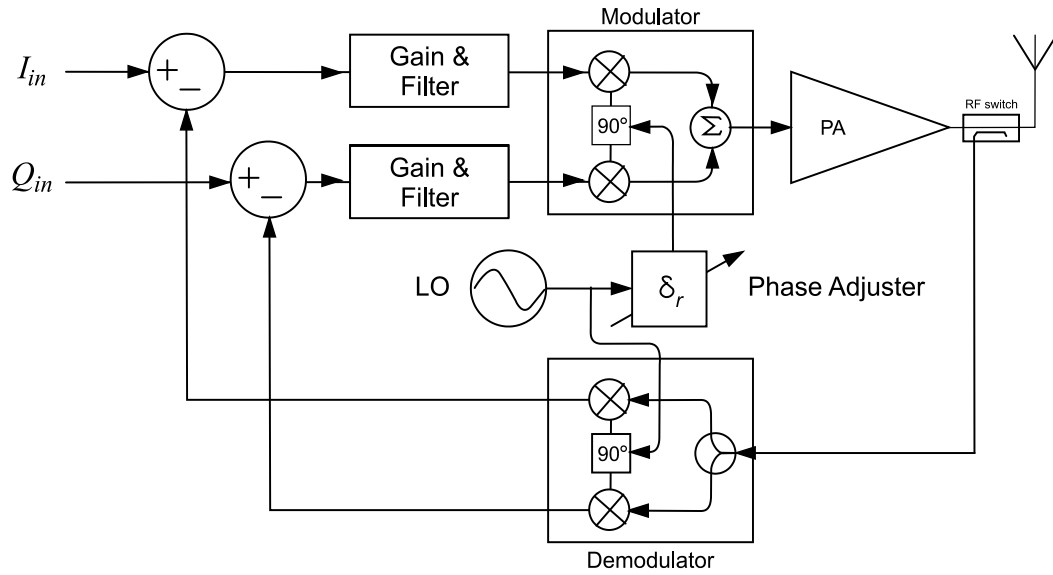 Modulator
I_in
+
−
Gain &
Filter
90°
Σ
PA
RF switch
Q_in
+
−
Gain &
Filter
LO
δ_r
Phase Adjuster
90°
Demodulator